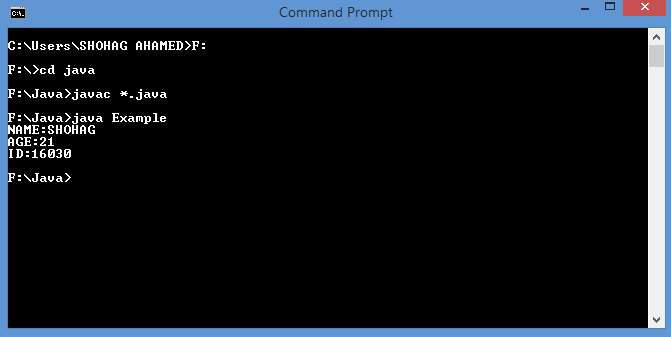 Command Prompt
C:\Users\SHOHAG AHAMED>F:
F:\>cd java
F:\Java>javac *.java
F:\Java>java Example
NAME:SHOHAG
AGE:21
ID:16030
F:\Java>